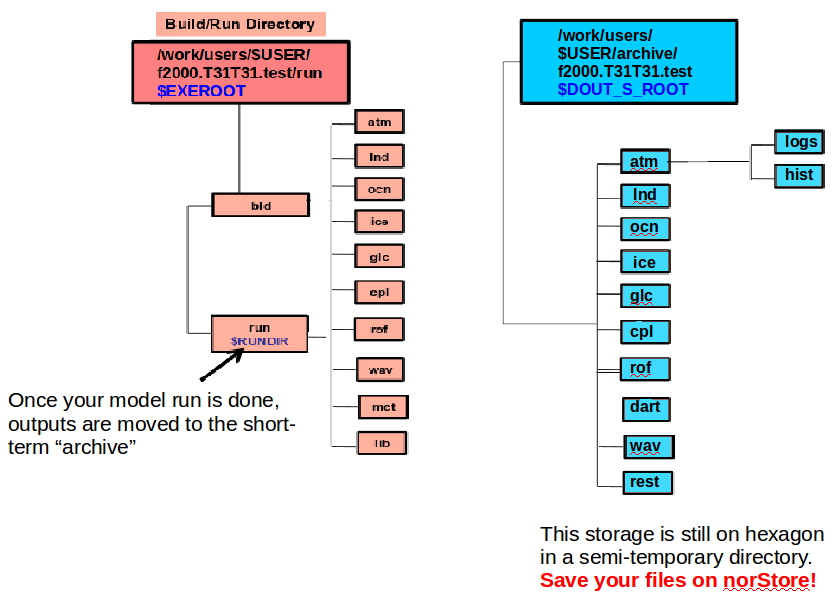 Build/Run Directory
/work/users/$USER/
f2000.T31T31.test/run
$EXEROOT
bld
run
$RUNDIR
atm
lnd
ocn
ice
glc
cpl
rof
wav
mct
lib
Once your model run is done,
outputs are moved to the short-
term “archive”
/work/users/
$USER/archive/
f2000.T31T31.test
$DOUT_S_ROOT
atm
lnd
ocn
ice
glc
cpl
rof
dart
wav
rest
logs
hist
This storage is still on hexagon
in a semi-temporary directory.
Save your files on norStore!